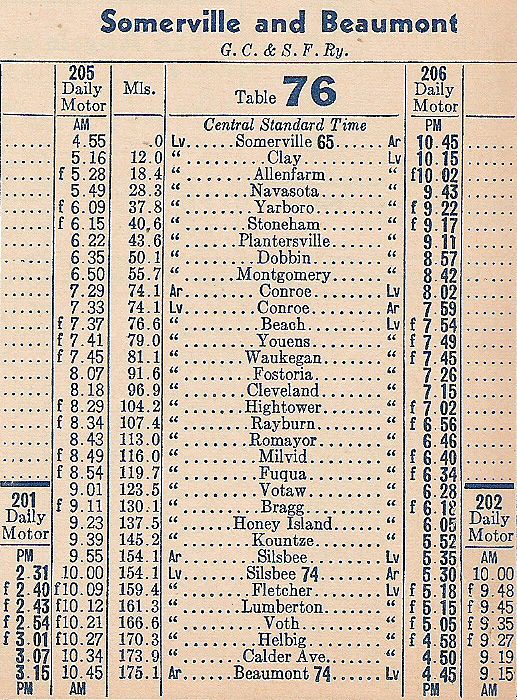 Somerville and Beaumont
G. C. & S. F. Ry.
205 Daily Motor Mls. Table 76 206 Daily Motor
AM Central Standard Time PM
4.55 .0 Lv......Somerville 65......Ar 10.45
5.16 12.0 “ ..........Clay..........Lv 10.15
f 5.28 18.4 “ ........Allenfarm........ “ f10.02
5.49 28.3 “ ........Navasota........ “ 9.43
f 6.09 37.8 “ ........Yarboro........ “ f 9.22
f 6.15 40.6 “ ........Stoneham........ “ f 9.17
6.22 43.6 “ ......Plantersville...... “ 9.11
6.35 50.1 “ ........Dobbin........ “ 8.57
6.50 55.7 “ ......Montgomery...... “ 8.42
7.29 74.1 Ar........Conroe........Lv 8.02
7.33 74.1 Lv........Conroe........Ar 7.59
f 7.37 76.6 “ ........Beach........Lv f 7.54
f 7.41 79.0 “ ........Youens........ “ f 7.49
f 7.45 81.1 “ ........Waukegan........ “ f 7.45
8.07 91.6 “ ........Fostoria........ “ 7.26
8.18 96.9 “ ........Cleveland........ “ 7.15
f 8.29 104.2 “ ........Hightower........ “ f 7.02
f 8.34 107.4 “ ........Rayburn........ “ f 6.56
8.43 113.0 “ ........Romayor........ “ 6.46
f 8.49 116.0 “ ........Milvid........ “ f 6.40
f 8.54 119.7 “ ........Fuqua........ “ f 6.34
9.01 123.5 “ ........Votaw........ “ 6.28
201 Daily Motor 202 Daily Motor
f 9.11 130.1 “ ........Bragg........ “ f 6.18
9.23 137.5 “ ......Honey Island...... “ 6.05
9.39 145.2 “ ........Kountze........ “ 5.52
PM 9.55 154.1 Ar........Silsbee........Lv 5.35 AM
2.31 10.00 154.1 Lv......Silsbee 74......Ar 5.30 10.00
f 2.40 f10.09 159.4 “ ........Fletcher........Lv f 5.18 f 9.48
f 2.43 f10.12 161.3 “ ........Lumberton........ “ f 5.15 f 9.45
f 2.54 f10.21 166.6 “ ........Voth........ “ f 5.05 f 9.35
f 3.01 f10.27 170.3 “ ........Helbig........ “ f 4.58 f 9.27
3.07 10.34 173.9 “ ......Calder Ave....... “ 4.50 9.19
3.15 10.45 175.1 Ar......Beaumont 74......Lv 4.45 9.15
PM AM PM AM